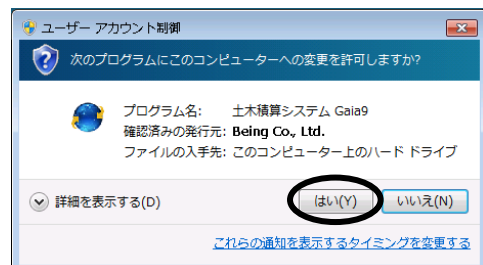 ユーザー アカウント制御
次のプログラムにこのコンピューターへの変更を許可しますか?
プログラム名: 土木積算システム Gaia9
確認済みの発行元: Being Co., Ltd.
ファイルの入手先: このコンピューター上のハード ドライブ
詳細を表示する(D) はい(Y) いいえ(N)
これらの通知を表示するタイミングを変更する